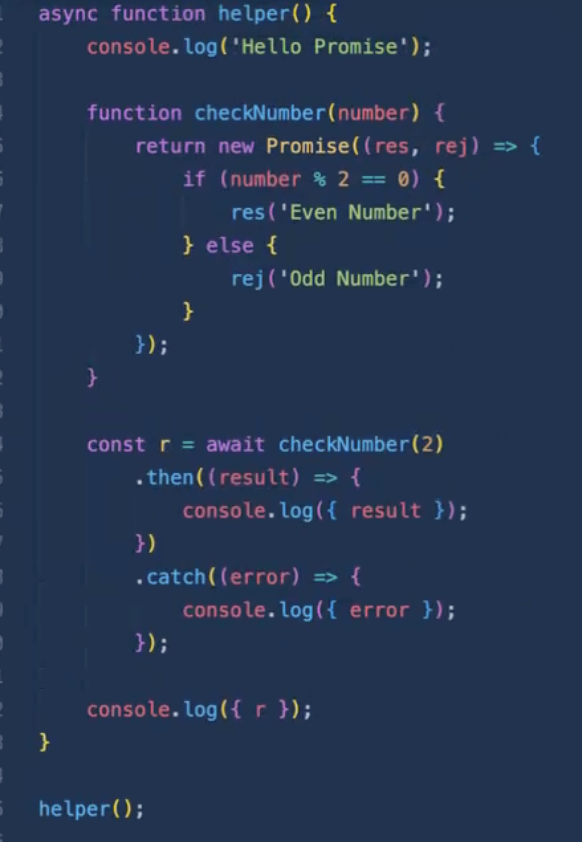 async function helper() {
    console.log('Hello Promise');

    function checkNumber(number) {
        return new Promise((res, rej) => {
            if (number % 2 == 0) {
                res('Even Number');
            } else {
                rej('Odd Number');
            }
        });
    }

    const r = await checkNumber(2)
        .then((result) => {
            console.log({ result });
        })
        .catch((error) => {
            console.log({ error });
        });

    console.log({ r });
}

helper();